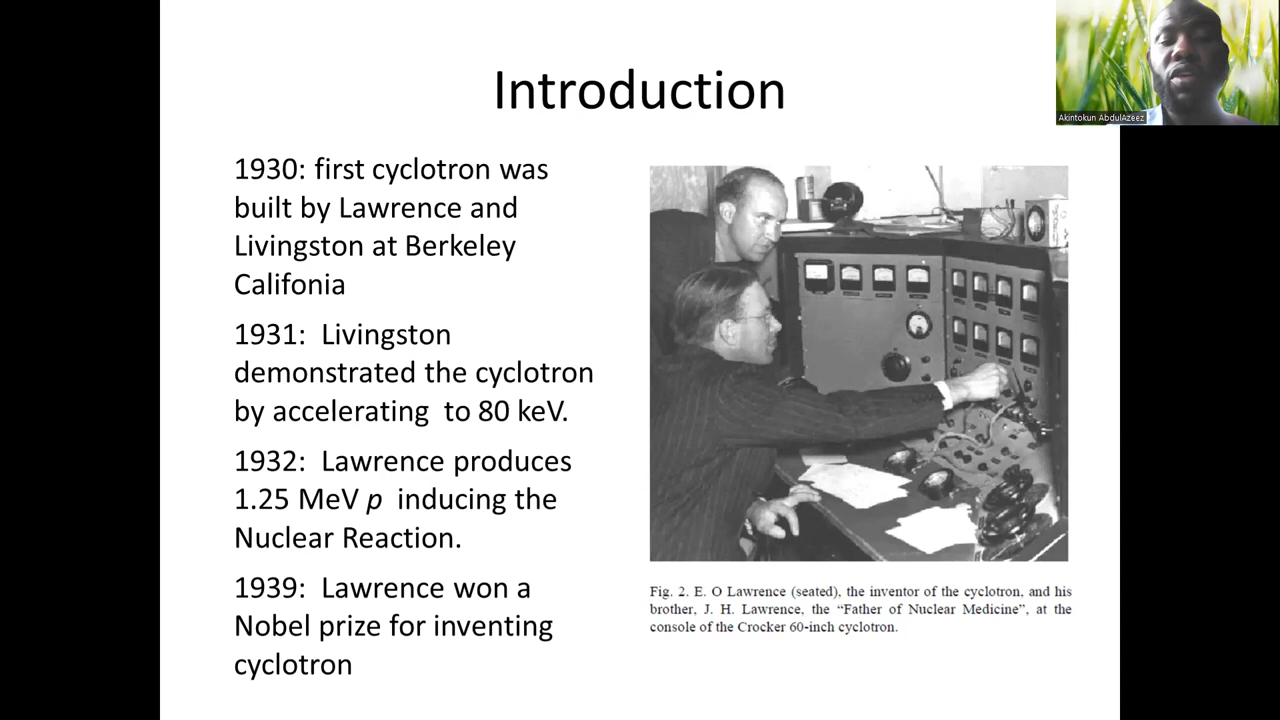 Introduction
Akintokun AbdulAzeez
1930: first cyclotron was
built by Lawrence and
Livingston at Berkeley
Califonia
1931: Livingston
demonstrated the cyclotron
by accelerating to 80 keV.
1932: Lawrence produces
1.25 MeV p inducing the
Nuclear Reaction.
1939: Lawrence won a
Nobel prize for inventing
cyclotron
Fig. 2. E. O Lawrence (seated), the inventor of the cyclotron, and his
brother, J. H. Lawrence, the “Father of Nuclear Medicine”, at the
console of the Crocker 60-inch cyclotron.